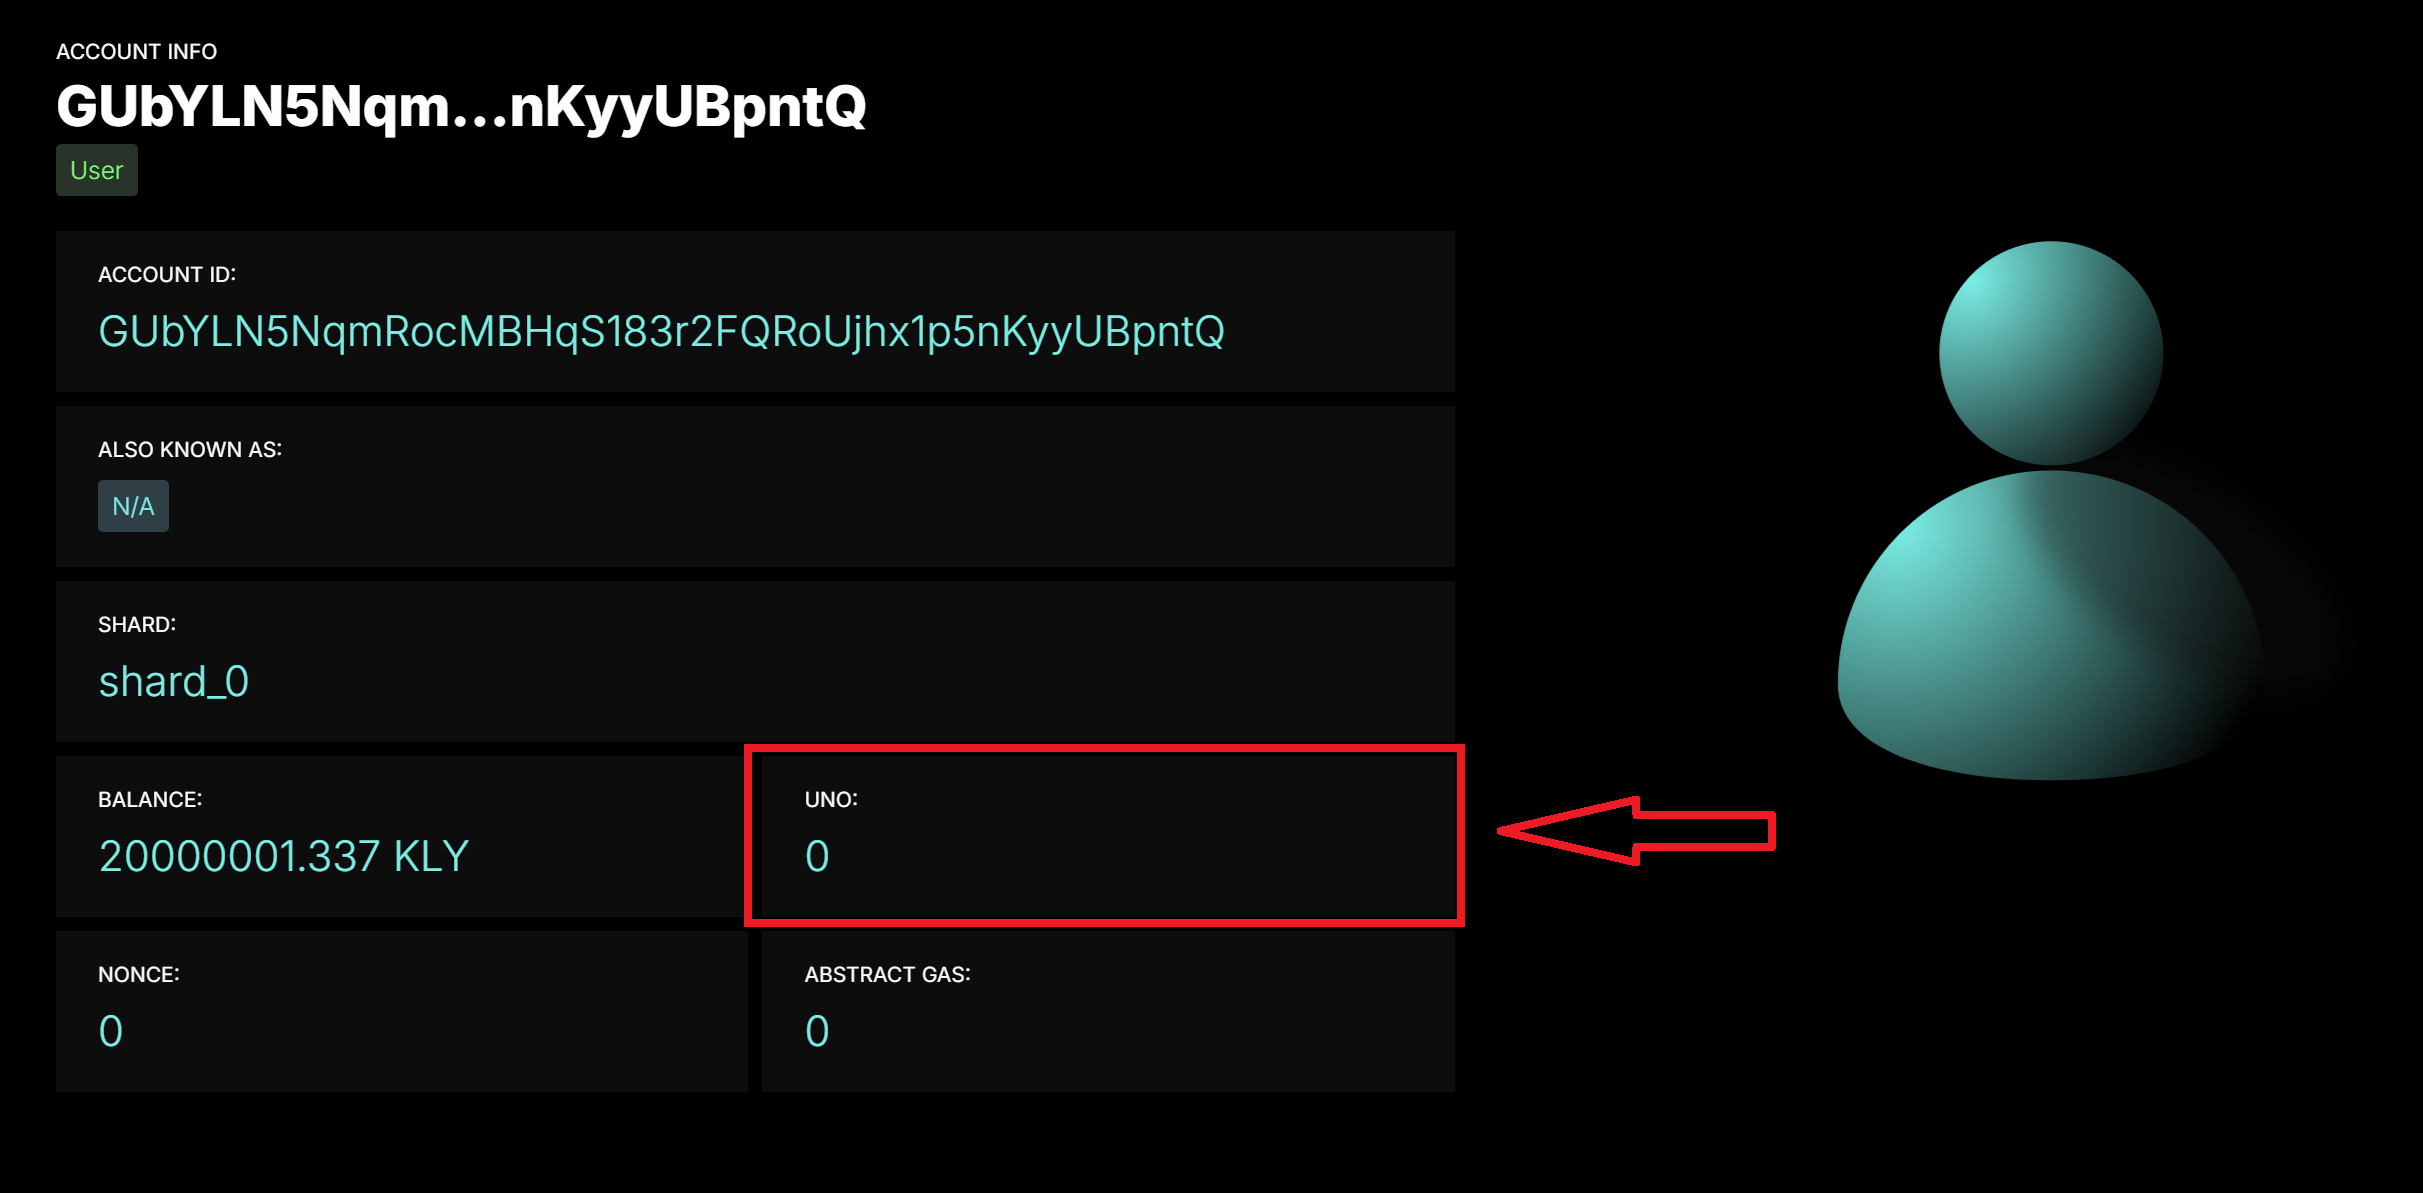 ACCOUNT INFO
GUbYLN5Nqm...nKyyUBpntQ
User
ACCOUNT ID:
GUbYLN5NqmRocMBHqS183r2FQRoUjhx1p5nKyyUBpntQ
ALSO KNOWN AS:
N/A
SHARD:
shard_0
BALANCE:
20000001.337 KLY
UNO:
0
NONCE:
0
ABSTRACT GAS:
0